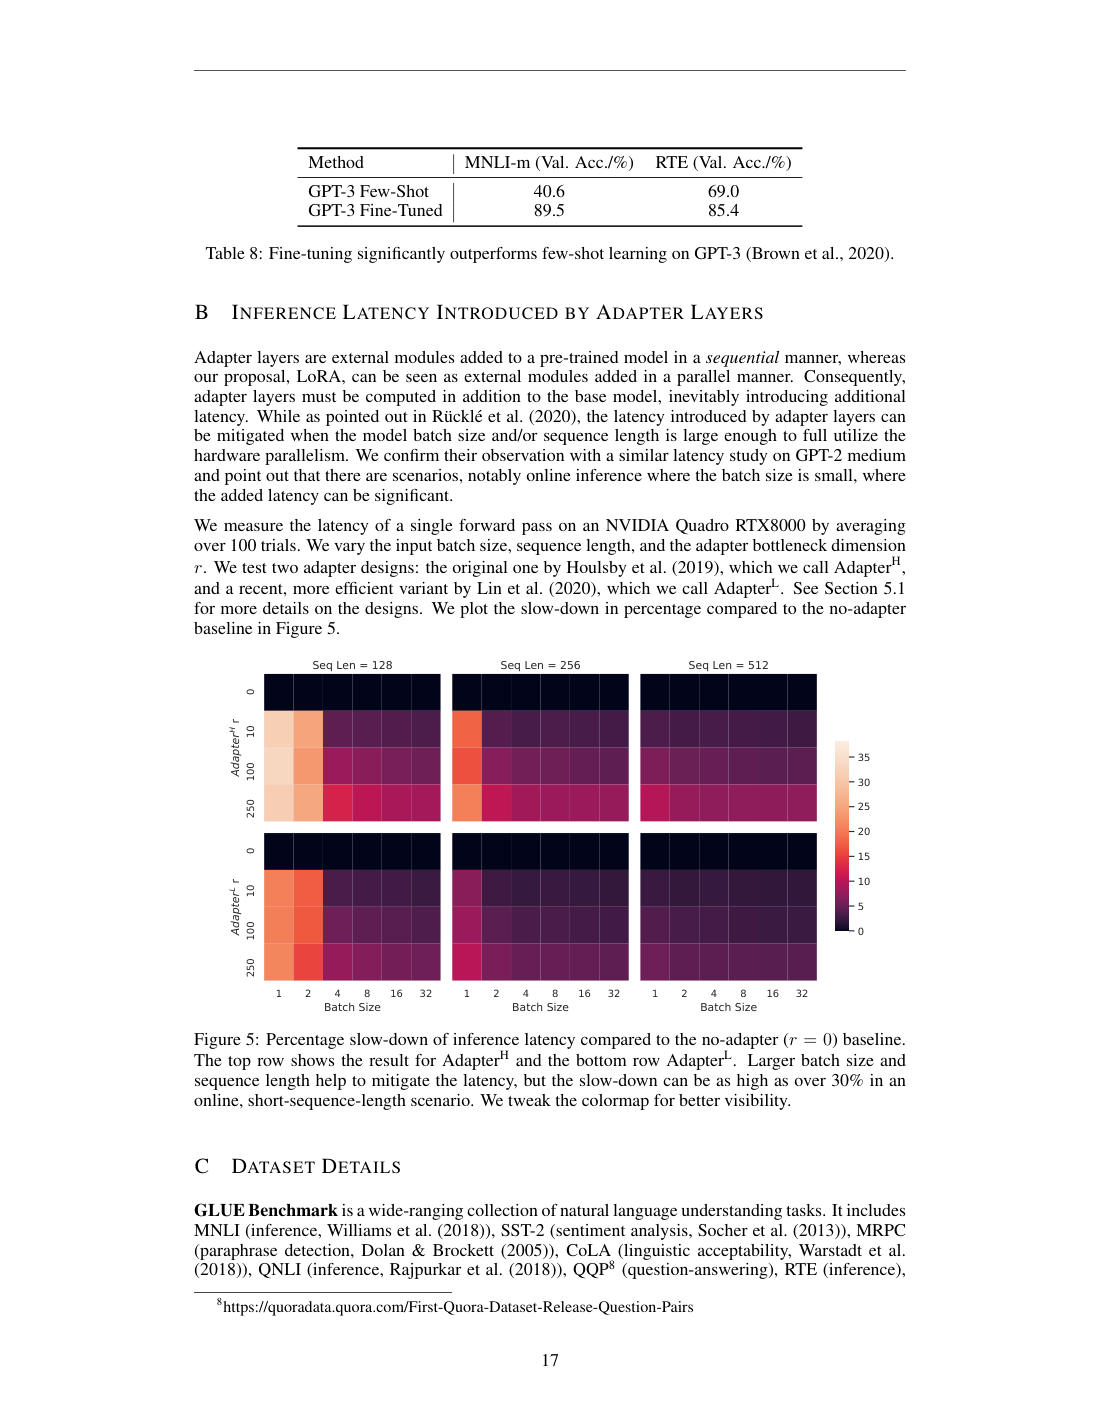 Method MNLI-m (Val. Acc./%) RTE (Val. Acc./%)
GPT-3 Few-Shot 40.6 69.0
GPT-3 Fine-Tuned 89.5 85.4
Table 8: Fine-tuning significantly outperforms few-shot learning on GPT-3 (Brown et al., 2020).
B INFERENCE LATENCY INTRODUCED BY ADAPTER LAYERS
Adapter layers are external modules added to a pre-trained model in a sequential manner, whereas
our proposal, LoRA, can be seen as external modules added in a parallel manner. Consequently,
adapter layers must be computed in addition to the base model, inevitably introducing additional
latency. While as pointed out in Rücklé et al. (2020), the latency introduced by adapter layers can
be mitigated when the model batch size and/or sequence length is large enough to full utilize the
hardware parallelism. We confirm their observation with a similar latency study on GPT-2 medium
and point out that there are scenarios, notably online inference where the batch size is small, where
the added latency can be significant.
We measure the latency of a single forward pass on an NVIDIA Quadro RTX8000 by averaging
over 100 trials. We vary the input batch size, sequence length, and the adapter bottleneck dimension
r. We test two adapter designs: the original one by Houlsby et al. (2019), which we call Adapter^H,
and a recent, more efficient variant by Lin et al. (2020), which we call Adapter^L. See Section 5.1
for more details on the designs. We plot the slow-down in percentage compared to the no-adapter
baseline in Figure 5.
Seq Len = 128 Seq Len = 256 Seq Len = 512
Adapter^H r
0
10
100
250
Adapter^L r
0
10
100
250
35
30
25
20
15
10
5
0
1 2 4 8 16 32 1 2 4 8 16 32 1 2 4 8 16 32
Batch Size Batch Size Batch Size
Figure 5: Percentage slow-down of inference latency compared to the no-adapter (r = 0) baseline.
The top row shows the result for Adapter^H and the bottom row Adapter^L. Larger batch size and
sequence length help to mitigate the latency, but the slow-down can be as high as over 30% in an
online, short-sequence-length scenario. We tweak the colormap for better visibility.
C DATASET DETAILS
GLUE Benchmark is a wide-ranging collection of natural language understanding tasks. It includes
MNLI (inference, Williams et al. (2018)), SST-2 (sentiment analysis, Socher et al. (2013)), MRPC
(paraphrase detection, Dolan & Brockett (2005)), CoLA (linguistic acceptability, Warstadt et al.
(2018)), QNLI (inference, Rajpurkar et al. (2018)), QQP^8 (question-answering), RTE (inference),
^8https://quoradata.quora.com/First-Quora-Dataset-Release-Question-Pairs
17